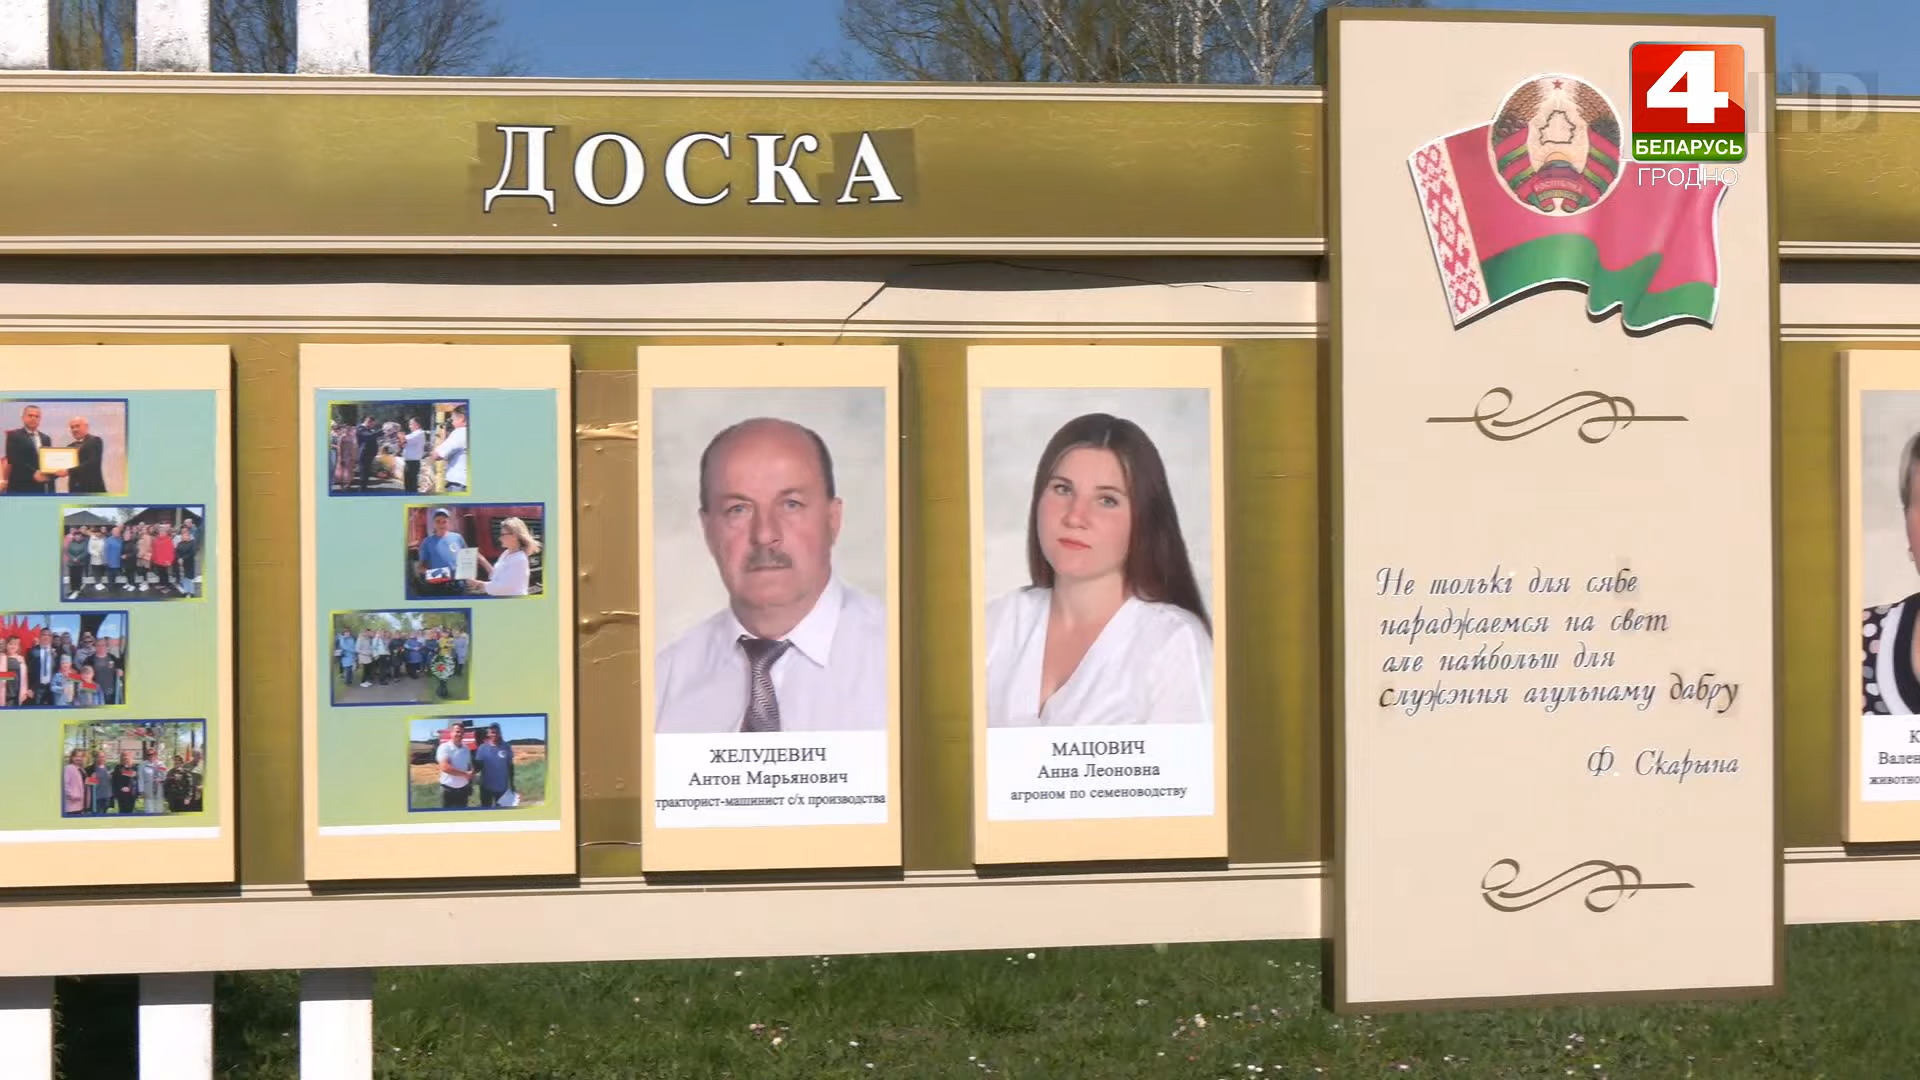 ДОСКА
4
HD
БЕЛАРУСЬ
ГРОДНО
ЖЕЛУДЕВИЧ
Антон Марьянович
тракторист-машинист с/х производства
МАЦОВИЧ
Анна Леоновна
агроном по семеноводству
Не толькі для сябе
нараджаемся на свет
але найбольш для
служэння агульнаму дабру
Ф. Скарына